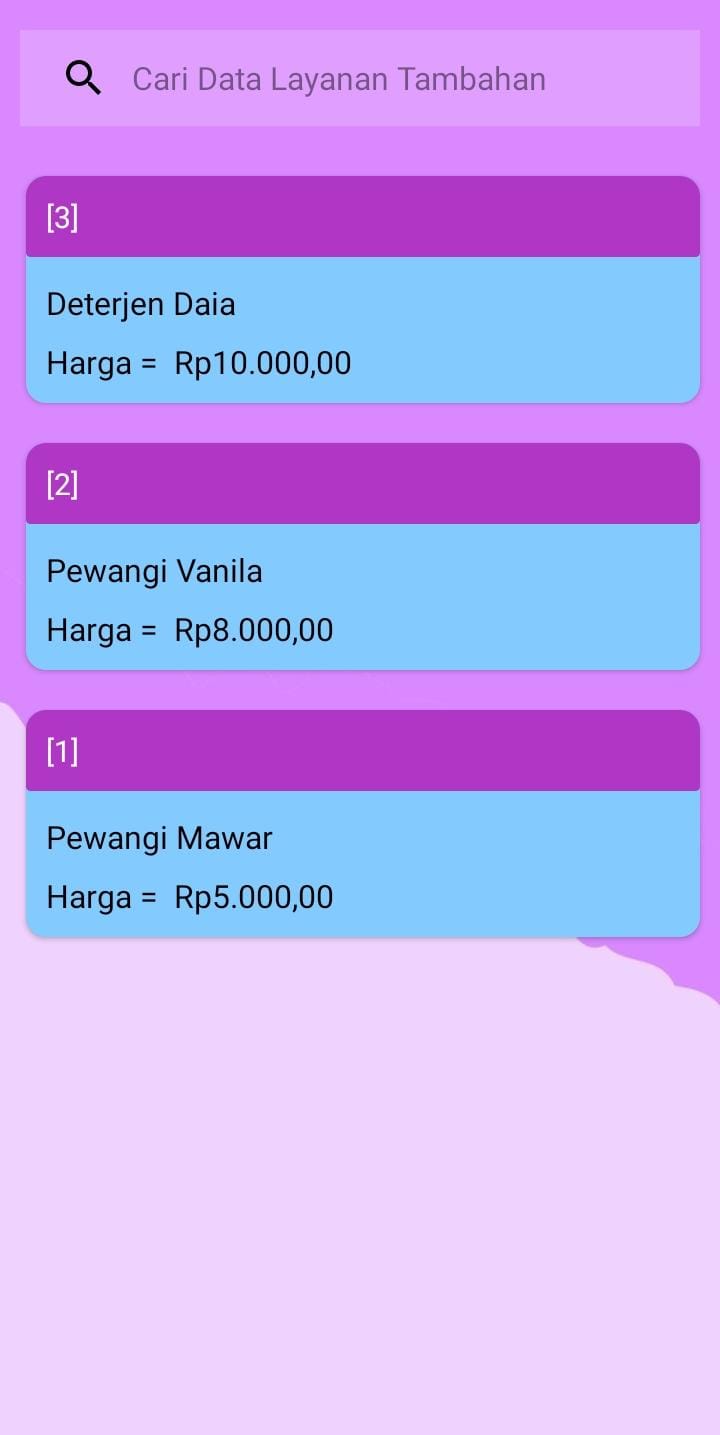 Cari Data Layanan Tambahan
[3]
Deterjen Daia
Harga = Rp10.000,00
[2]
Pewangi Vanila
Harga = Rp8.000,00
[1]
Pewangi Mawar
Harga = Rp5.000,00